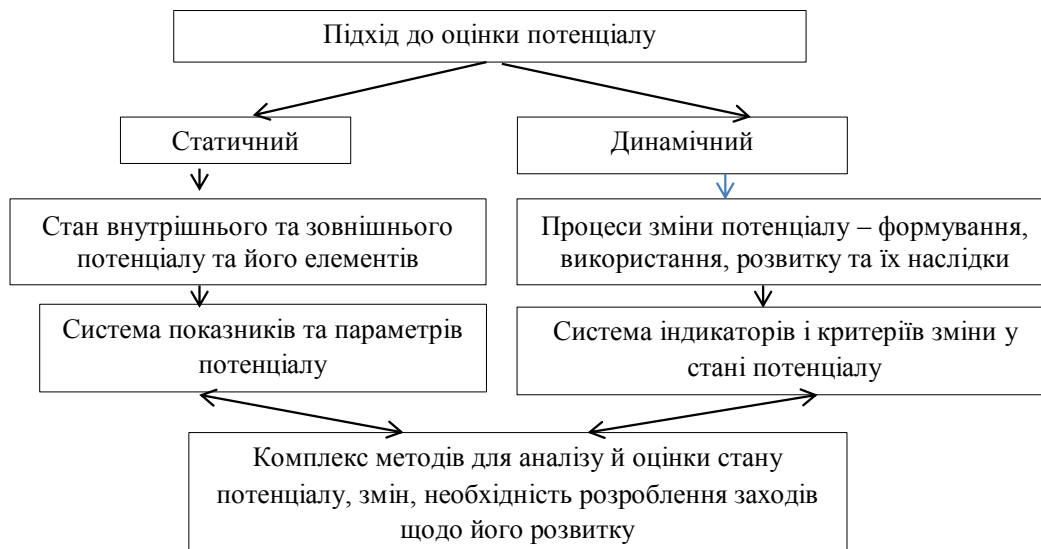 Підхід до оцінки потенціалу
Статичний
Динамічний
Стан внутрішнього та зовнішнього
потенціалу та його елементів
Процеси зміни потенціалу – формування,
використання, розвитку та їх наслідки
Система показників та параметрів
потенціалу
Система індикаторів і критеріїв зміни у
стані потенціалу
Комплекс методів для аналізу й оцінки стану
потенціалу, змін, необхідність розроблення заходів
щодо його розвитку